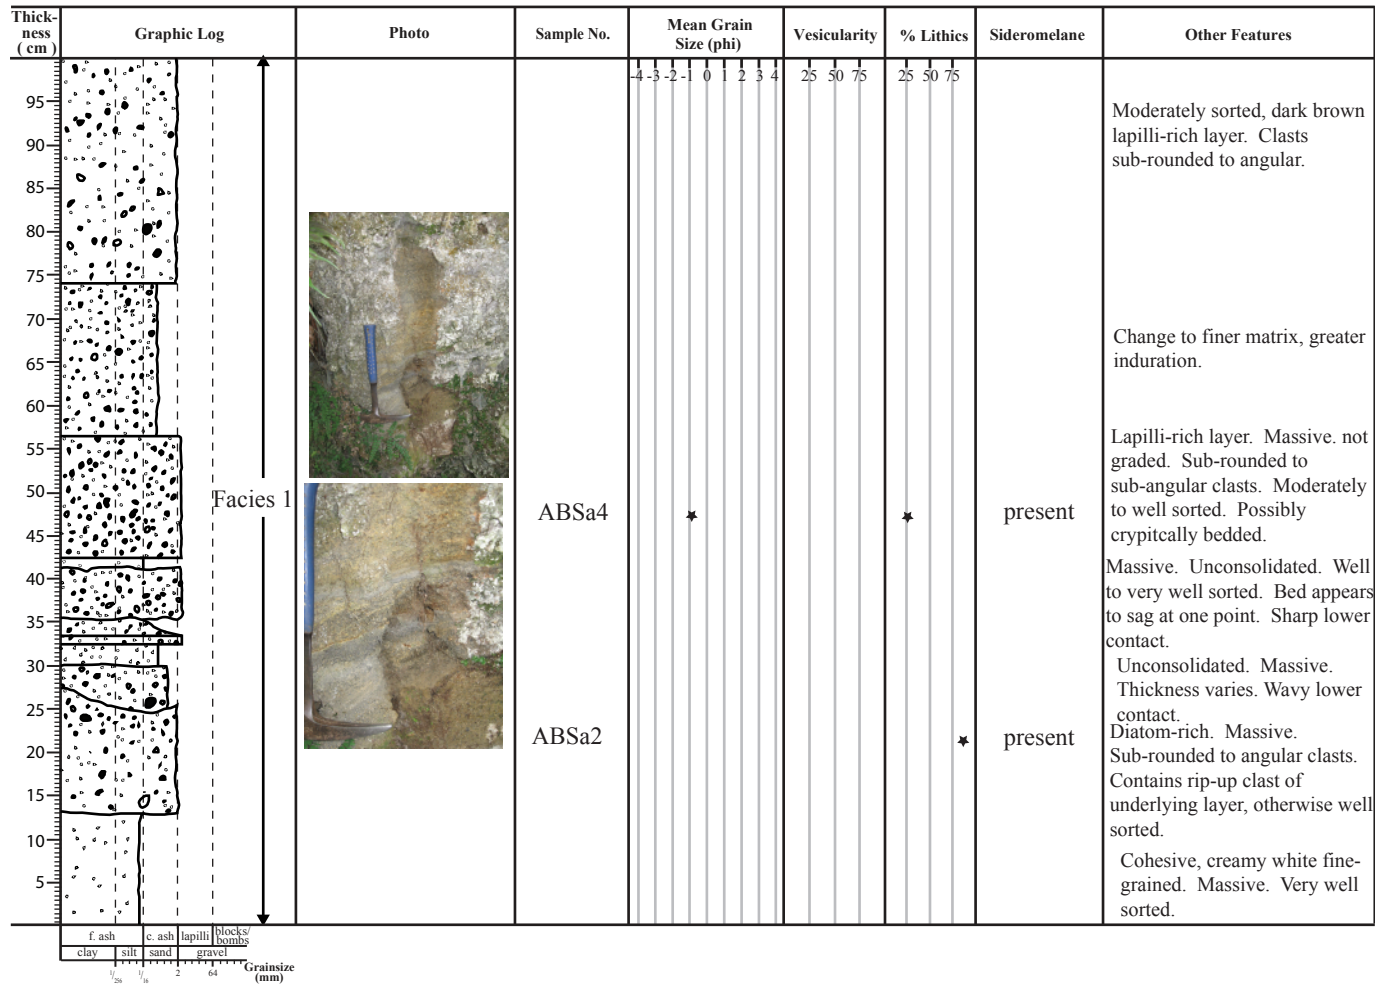 Thick-
ness
( cm )
Graphic Log
Photo
Sample No.
Mean Grain
Size (phi)
Vesicularity
% Lithics
Sideromelane
Other Features
-4 -3 -2 -1 0 1 2 3 4
25 50 75
25 50 75
95
90
85
80
75
70
65
60
55
50
45
40
35
30
25
20
15
10
5
Facies 1
Moderately sorted, dark brown
lapilli-rich layer. Clasts
sub-rounded to angular.
Change to finer matrix, greater
induration.
ABSa4
present
Lapilli-rich layer. Massive. not
graded. Sub-rounded to
sub-angular clasts. Moderately
to well sorted. Possibly
crypitcally bedded.
Massive. Unconsolidated. Well
to very well sorted. Bed appears
to sag at one point. Sharp lower
contact.
Unconsolidated. Massive.
Thickness varies. Wavy lower
contact.
ABSa2
present
Diatom-rich. Massive.
Sub-rounded to angular clasts.
Contains rip-up clast of
underlying layer, otherwise well
sorted.
Cohesive, creamy white fine-
grained. Massive. Very well
sorted.
f. ash c. ash lapilli blocks/
bombs
clay silt sand gravel
1/256 1/16 2 64
Grainsize
(mm)